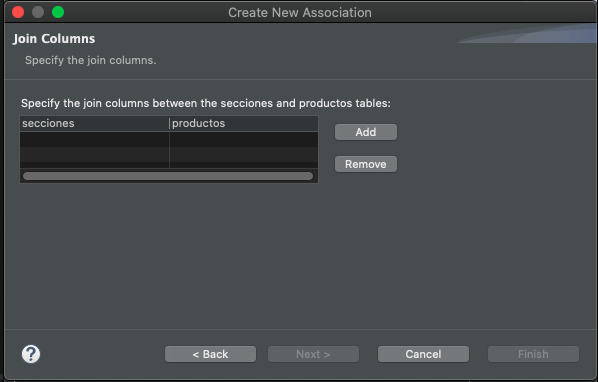 Create New Association
Join Columns
Specify the join columns.
Specify the join columns between the secciones and productos tables:
secciones productos
Add
Remove
? < Back Next > Cancel Finish